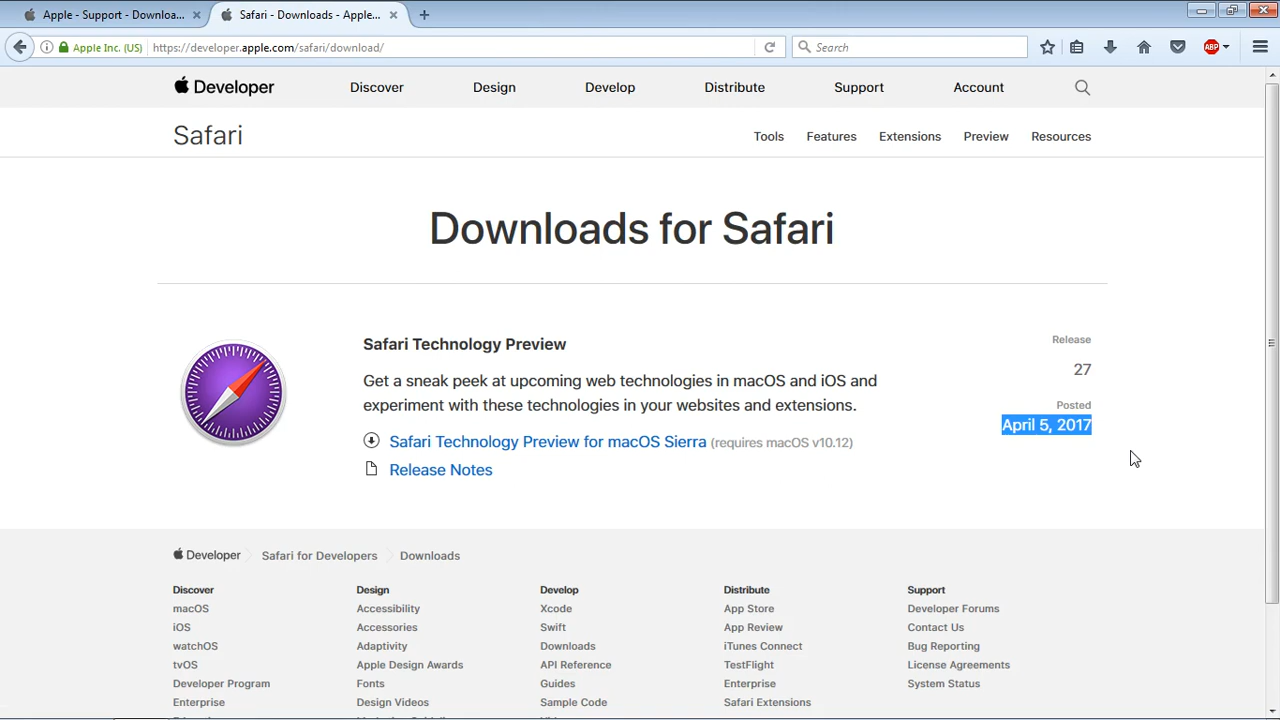 Apple - Support - Downloa...
Safari - Downloads - Apple...
Apple Inc. (US)
https://developer.apple.com/safari/download/
Search
ABP
Developer
Discover
Design
Develop
Distribute
Support
Account
Safari
Tools
Features
Extensions
Preview
Resources
Downloads for Safari
Safari Technology Preview
Get a sneak peek at upcoming web technologies in macOS and iOS and
experiment with these technologies in your websites and extensions.
Safari Technology Preview for macOS Sierra (requires macOS v10.12)
Release Notes
Release
27
Posted
April 5, 2017
Developer
Safari for Developers
Downloads
Discover
macOS
iOS
watchOS
tvOS
Developer Program
Enterprise
Design
Accessibility
Accessories
Adaptivity
Apple Design Awards
Fonts
Design Videos
Develop
Xcode
Swift
Downloads
API Reference
Guides
Sample Code
Distribute
App Store
App Review
iTunes Connect
TestFlight
Enterprise
Safari Extensions
Support
Developer Forums
Contact Us
Bug Reporting
License Agreements
System Status